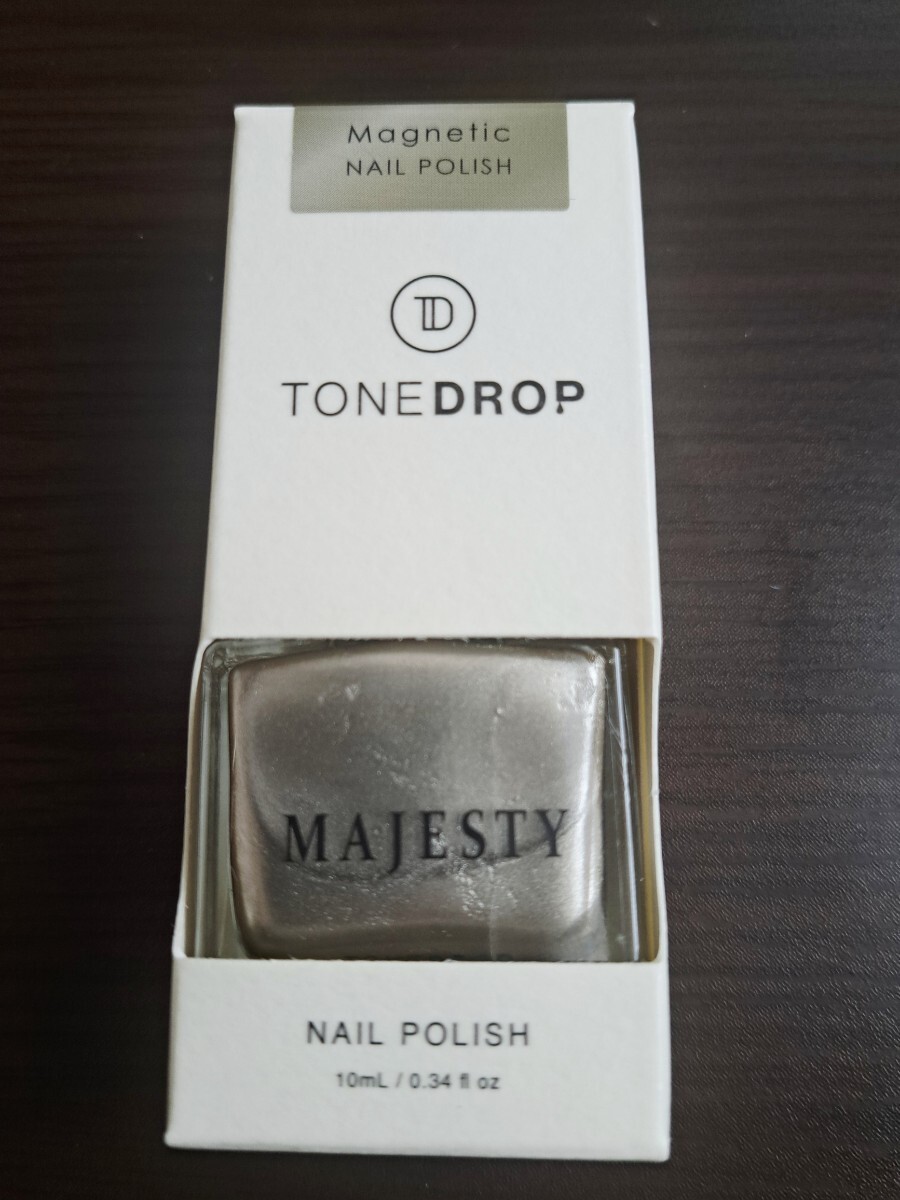 Magnetic
NAIL POLISH
TD
TONEDROP
MAJESTY
NAIL POLISH
10mL / 0.34 fl oz